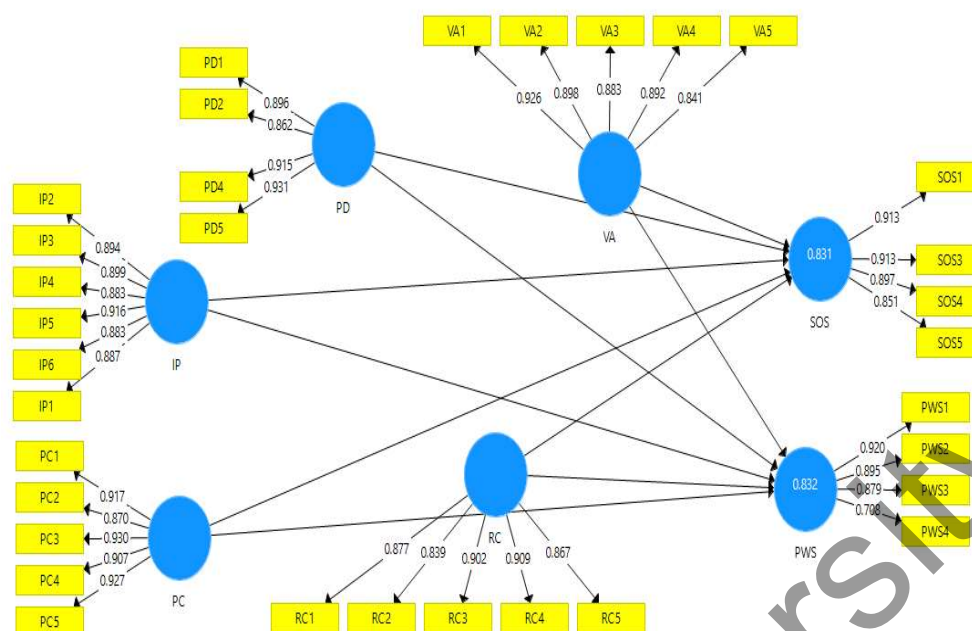 VA1 VA2 VA3 VA4 VA5
0.926 0.898 0.883 0.892 0.841
VA
PD1
PD2
PD4
PD5
0.896
0.862
0.915
0.931
PD
IP2
IP3
IP4
IP5
IP6
IP1
0.894
0.899
0.883
0.916
0.883
0.887
IP
PC1
PC2
PC3
PC4
PC5
0.917
0.870
0.930
0.907
0.927
PC
RC
0.877 0.839 0.902 0.909 0.867
RC1 RC2 RC3 RC4 RC5
0.831
SOS
0.913
0.913
0.897
0.851
SOS1
SOS3
SOS4
SOS5
0.832
PWS
0.920
0.895
0.879
0.708
PWS1
PWS2
PWS3
PWS4
rsity